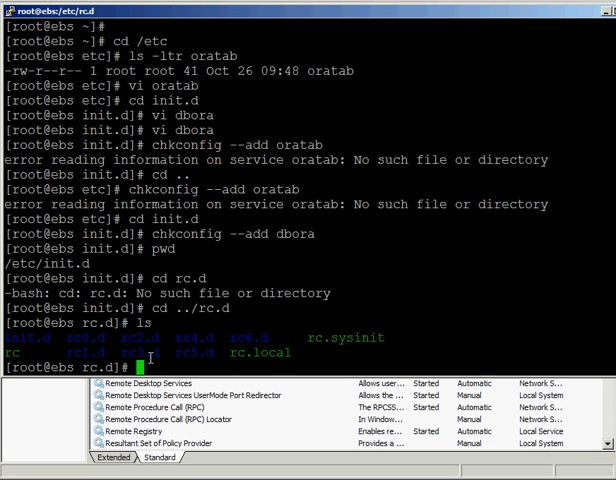 root@ebs:/etc/rc.d
[root@ebs ~]#
[root@ebs ~]# cd /etc
[root@ebs etc]# ls -ltr oratab
-rw-r--r-- 1 root root 41 Oct 26 09:48 oratab
[root@ebs etc]# vi oratab
[root@ebs etc]# cd init.d
[root@ebs init.d]# vi dbora
[root@ebs init.d]# vi dbora
[root@ebs init.d]# chkconfig --add oratab
error reading information on service oratab: No such file or directory
[root@ebs init.d]# cd ..
[root@ebs etc]# chkconfig --add oratab
error reading information on service oratab: No such file or directory
[root@ebs etc]# cd init.d
[root@ebs init.d]# chkconfig --add dbora
[root@ebs init.d]# pwd
/etc/init.d
[root@ebs init.d]# cd rc.d
-bash: cd: rc.d: No such file or directory
[root@ebs init.d]# cd ../rc.d
[root@ebs rc.d]# ls
init.d rc0.d rc2.d rc4.d rc6.d rc.sysinit
rc rc1.d rc3.d rc5.d rc.local
[root@ebs rc.d]#
Remote Desktop Services Allows user... Started Automatic Network S...
Remote Desktop Services UserMode Port Redirector Allows the r... Started Manual Local System
Remote Procedure Call (RPC) The RPCSS... Started Automatic Network S...
Remote Procedure Call (RPC) Locator In Window... Manual Network S...
Remote Registry Enables re... Started Automatic Local Service
Resultant Set of Policy Provider Provides a ... Manual Local System
Extended Standard